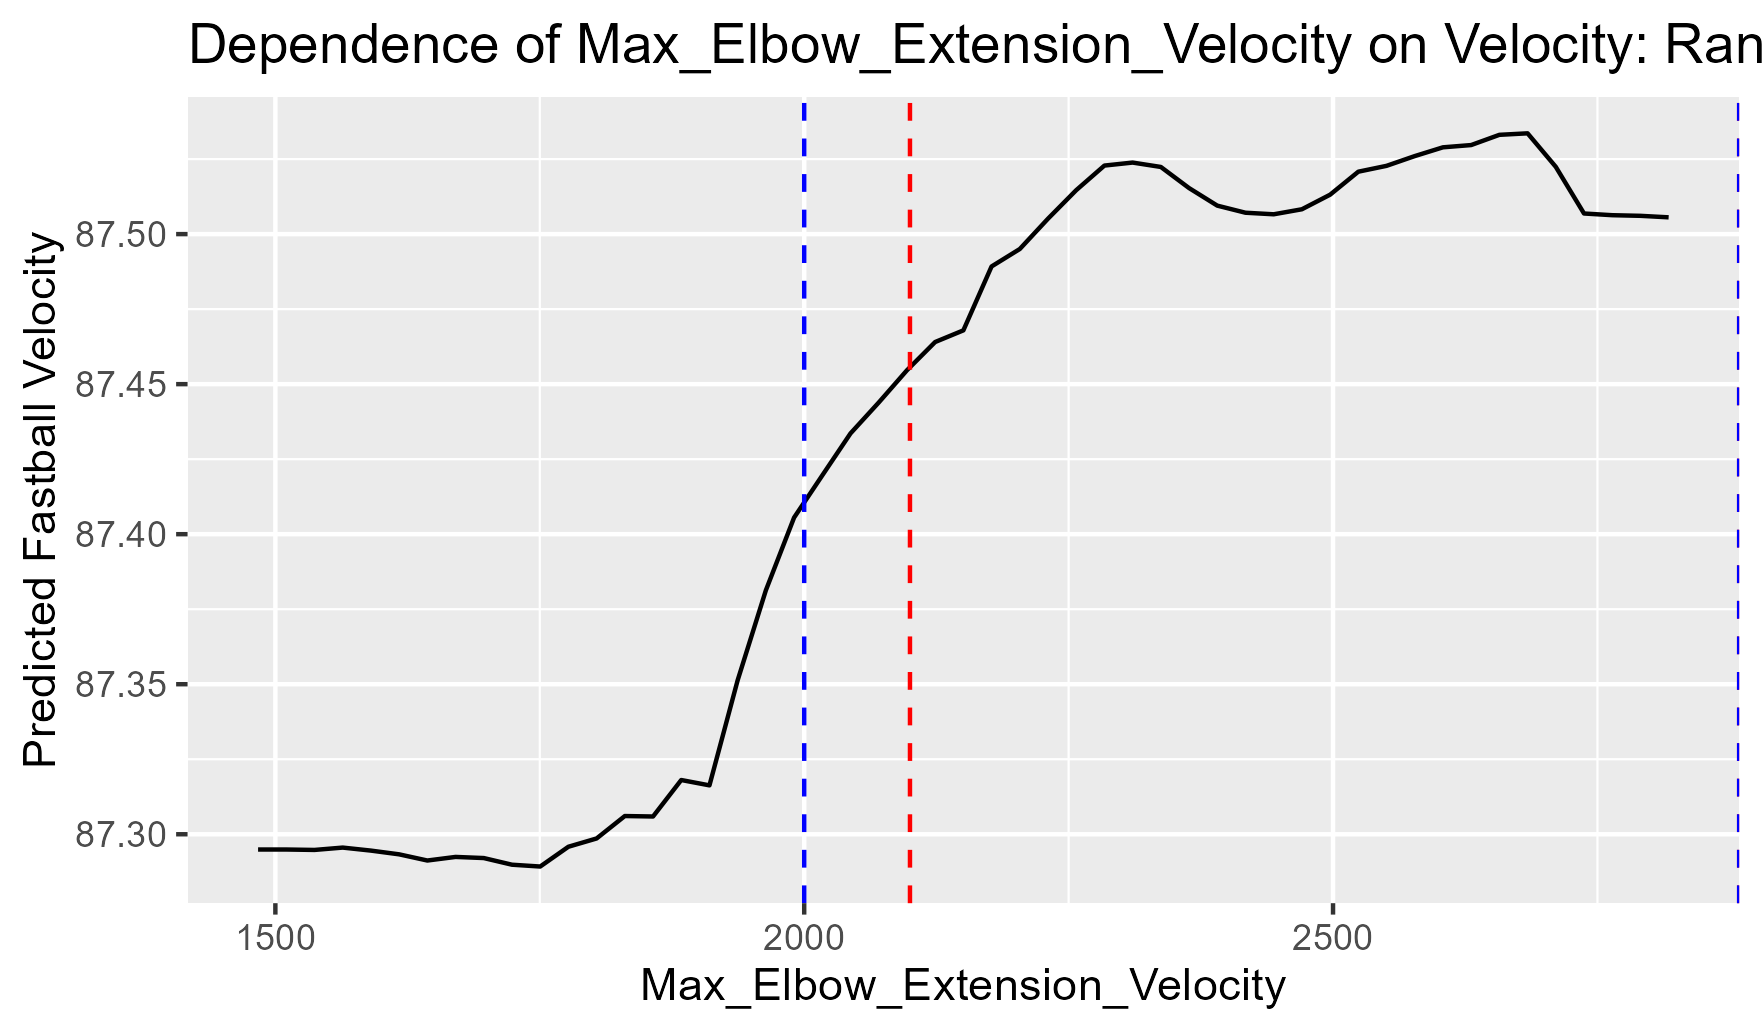 Dependence of Max_Elbow_Extension_Velocity on Velocity: Ran
Predicted Fastball Velocity
87.50
87.45
87.40
87.35
87.30
1500 2000 2500
Max_Elbow_Extension_Velocity